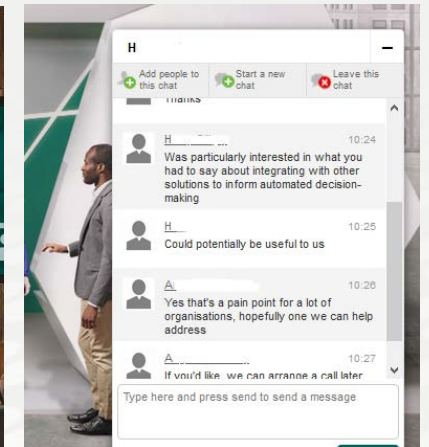 H
Add people to
this chat
Start a new
chat
Leave this
chat
Thanks
H 10:24
Was particularly interested in what you
had to say about integrating with other
solutions to inform automated decision-
making
H 10:25
Could potentially be useful to us
A 10:26
Yes that's a pain point for a lot of
organisations, hopefully one we can help
address
A 10:27
If you'd like, we can arrange a call later
Type here and press send to send a message